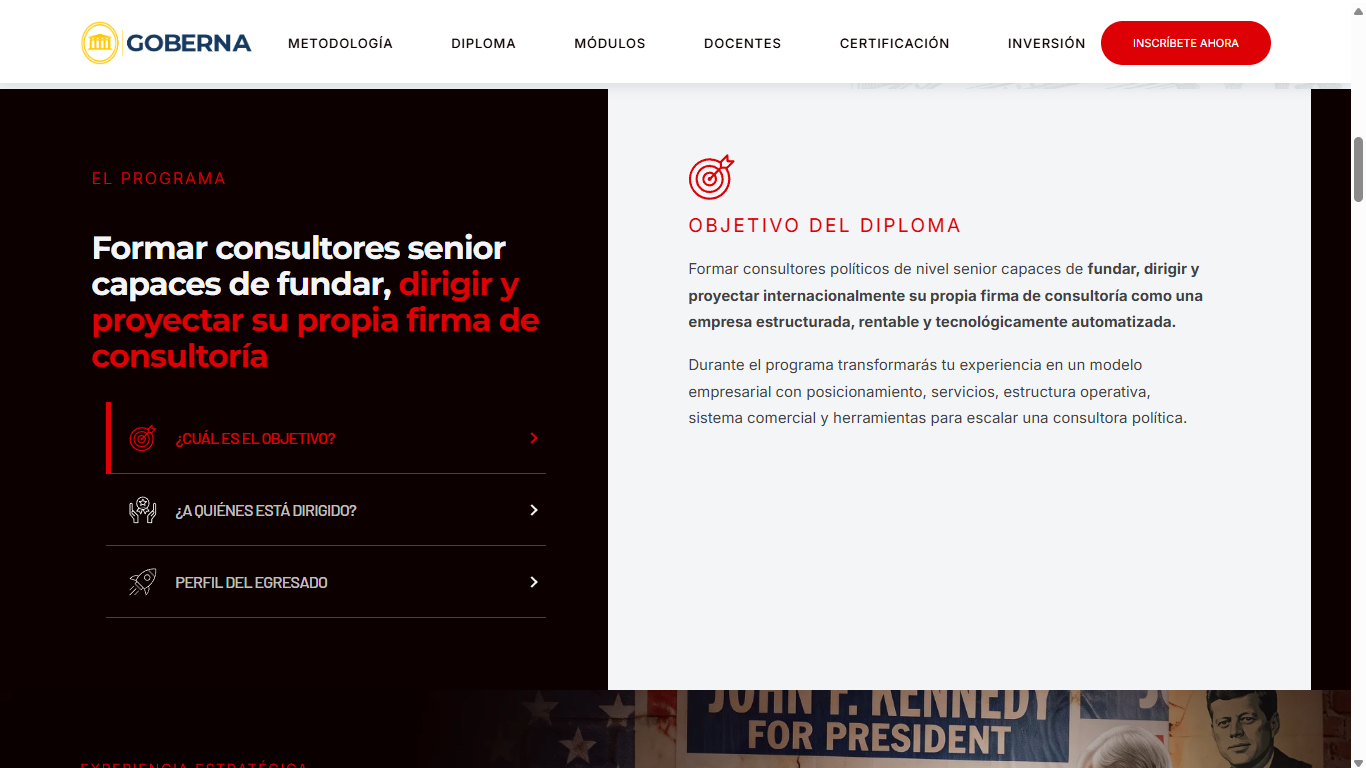 GOBERNA
METODOLOGÍA
DIPLOMA
MÓDULOS
DOCENTES
CERTIFICACIÓN
INVERSIÓN
INSCRÍBETE AHORA
EL PROGRAMA
Formar consultores senior
capaces de fundar, dirigir y
proyectar su propia firma de
consultoría
¿CUÁL ES EL OBJETIVO?
¿A QUIÉNES ESTÁ DIRIGIDO?
PERFIL DEL EGRESADO
OBJETIVO DEL DIPLOMA
Formar consultores políticos de nivel senior capaces de fundar, dirigir y
proyectar internacionalmente su propia firma de consultoría como una
empresa estructurada, rentable y tecnológicamente automatizada.
Durante el programa transformarás tu experiencia en un modelo
empresarial con posicionamiento, servicios, estructura operativa,
sistema comercial y herramientas para escalar una consultora política.
JOHN F. KENNEDY
FOR PRESIDENT
EXPERIENCIA ESTRATÉGICA